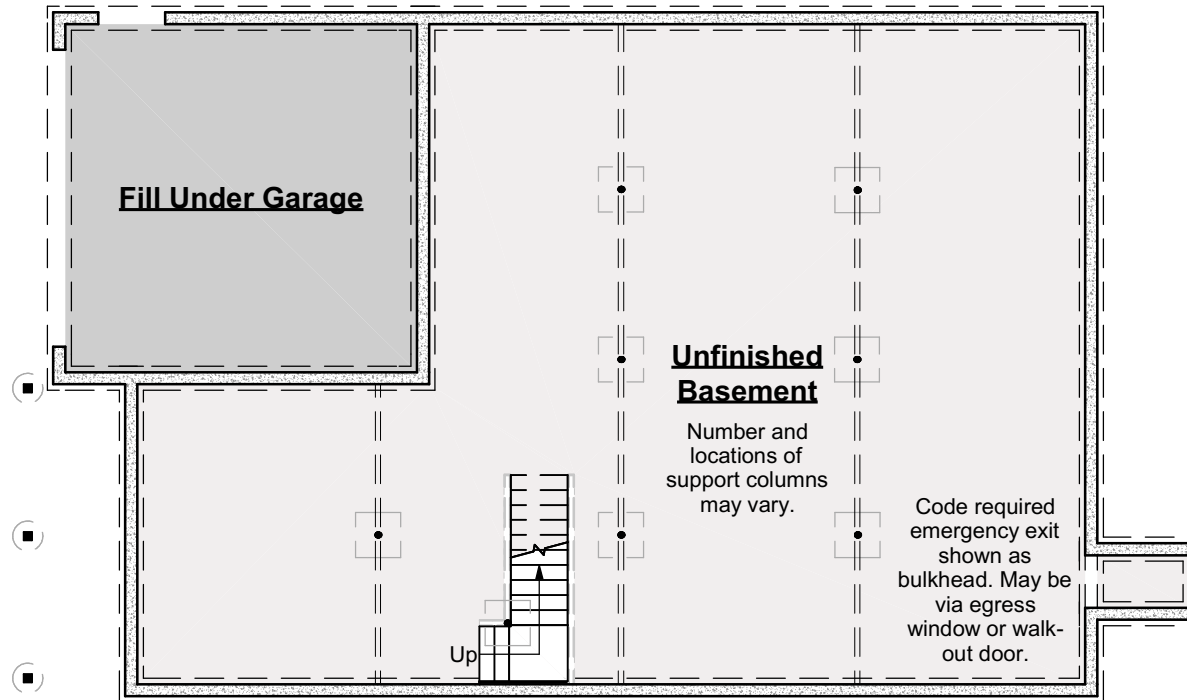 Fill Under Garage
Unfinished
Basement
Number and
locations of
support columns
may vary.
Code required
emergency exit
shown as
bulkhead. May be
via egress
window or walk-
out door.
Up